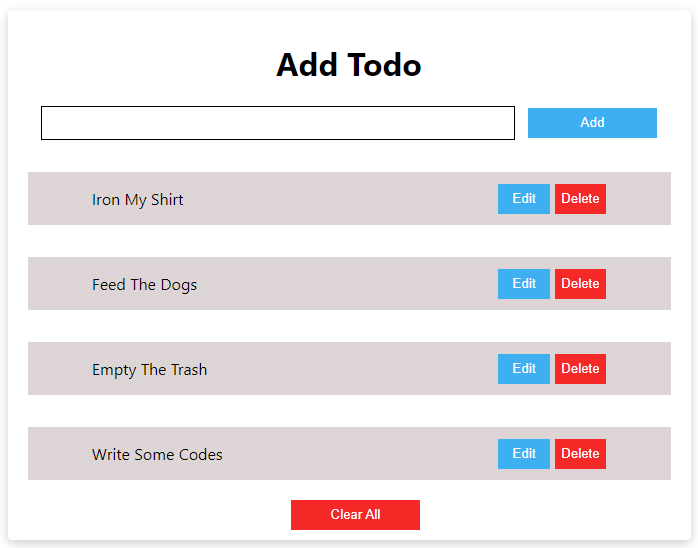 Add Todo
Add
Iron My Shirt Edit Delete
Feed The Dogs Edit Delete
Empty The Trash Edit Delete
Write Some Codes Edit Delete
Clear All